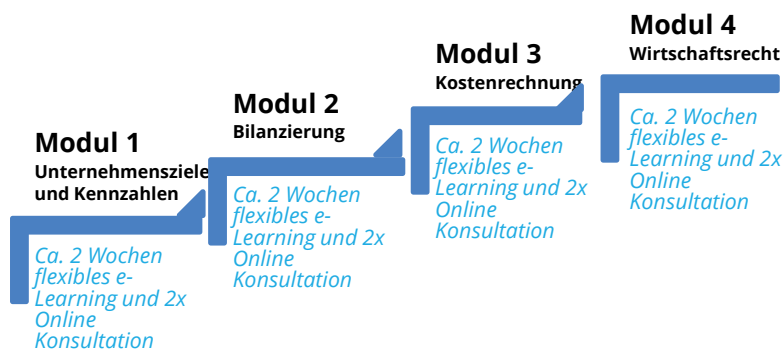 Modul 1
Unternehmensziele
und Kennzahlen
Ca. 2 Wochen
flexibles e-
Learning und 2x
Online
Konsultation
Modul 2
Bilanzierung
Ca. 2 Wochen
flexibles e-
Learning und 2x
Online
Konsultation
Modul 3
Kostenrechnung
Ca. 2 Wochen
flexibles e-
Learning und 2x
Online
Konsultation
Modul 4
Wirtschaftsrecht
Ca. 2 Wochen
flexibles e-
Learning und 2x
Online
Konsultation